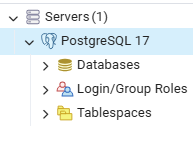 Servers (1)
PostgreSQL 17
Databases
Login/Group Roles
Tablespaces